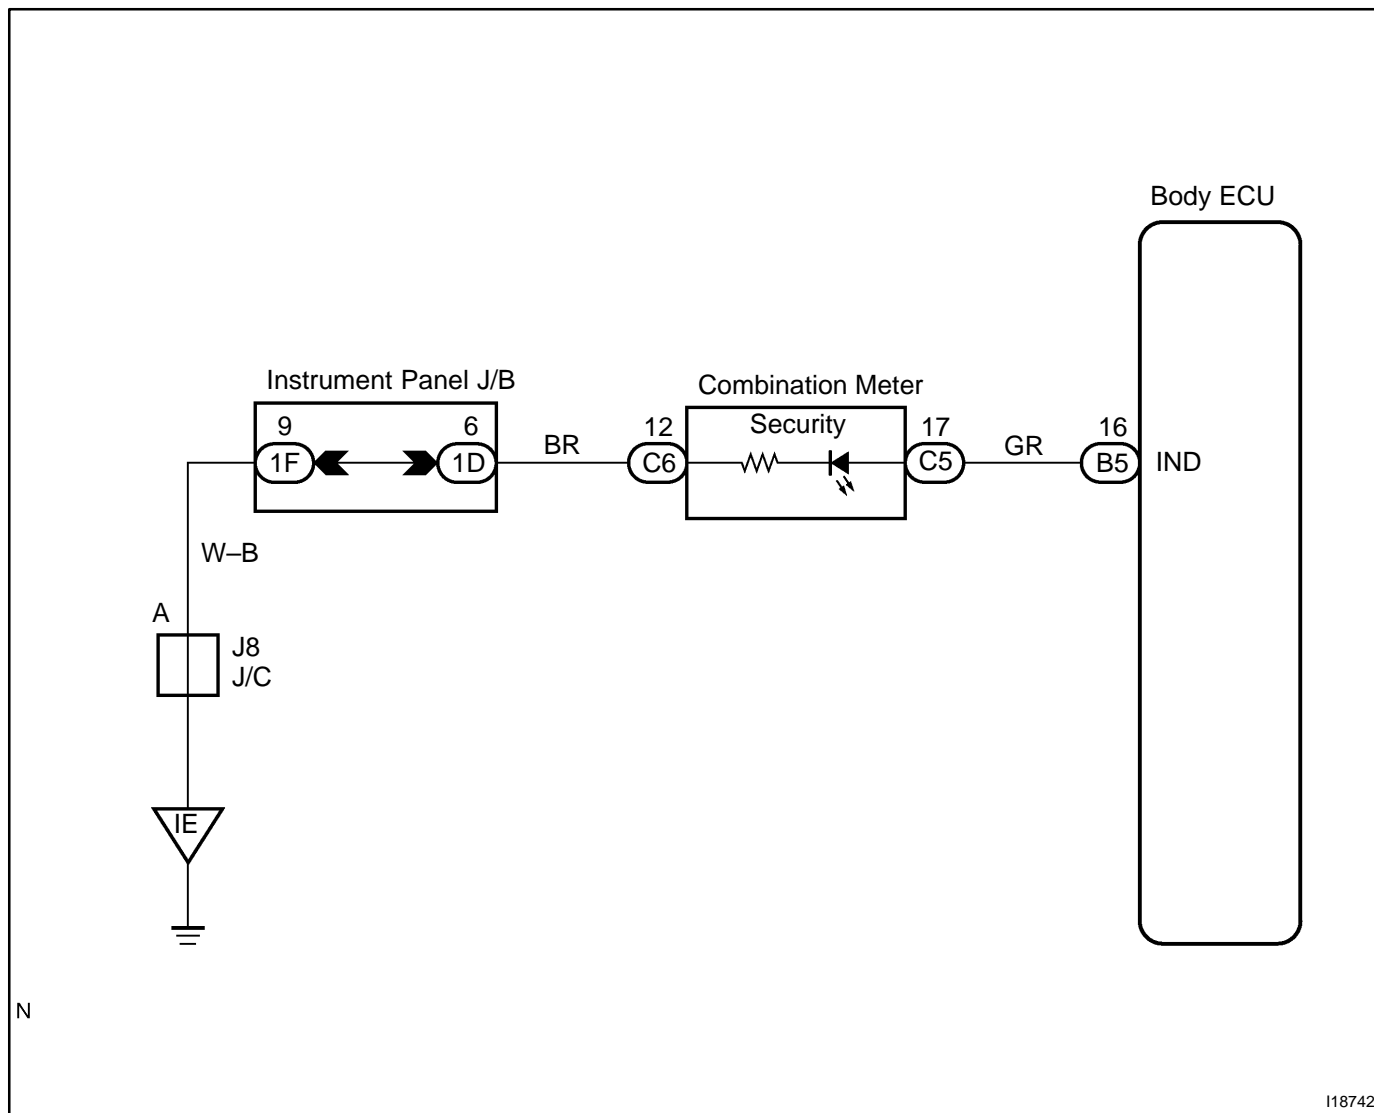 Body ECU
Instrument Panel J/B
Combination Meter
9
6
12
Security
17
16
1F
1D
BR
C6
C5
GR
B5
IND
W–B
A
J8
J/C
IE
N
I18742